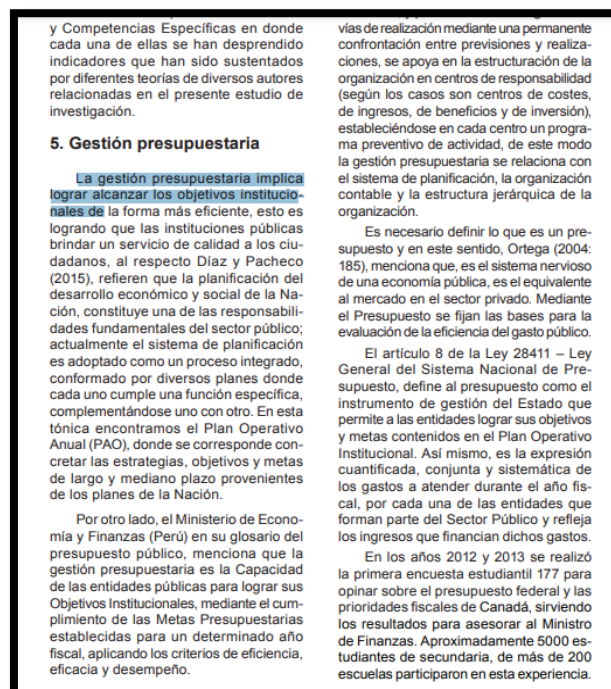 y Competencias Específicas en donde
cada una de ellas se han desprendido
indicadores que han sido sustentados
por diferentes teorías de diversos autores
relacionadas en el presente estudio de
investigación.
5. Gestión presupuestaria
La gestión presupuestaria implica
lograr alcanzar los objetivos institucio-
nales de la forma más eficiente, esto es
logrando que las instituciones públicas
brindar un servicio de calidad a los ciu-
dadanos, al respecto Díaz y Pacheco
(2015), refieren que la planificación del
desarrollo económico y social de la Na-
ción, constituye una de las responsabili-
dades fundamentales del sector público;
actualmente el sistema de planificación
es adoptado como un proceso integrado,
conformado por diversos planes donde
cada uno cumple una función específica,
complementándose uno con otro. En esta
tónica encontramos el Plan Operativo
Anual (PAO), donde se corresponde con-
cretar las estrategias, objetivos y metas
de largo y mediano plazo provenientes
de los planes de la Nación.
Por otro lado, el Ministerio de Econo-
mía y Finanzas (Perú) en su glosario del
presupuesto público, menciona que la
gestión presupuestaria es la Capacidad
de las entidades públicas para lograr sus
Objetivos Institucionales, mediante el cum-
plimiento de las Metas Presupuestarias
establecidas para un determinado año
fiscal, aplicando los criterios de eficiencia,
eficacia y desempeño.
vías de realización mediante una permanente
confrontación entre previsiones y realiza-
ciones, se apoya en la estructuración de la
organización en centros de responsabilidad
(según los casos son centros de costes,
de ingresos, de beneficios y de inversión),
estableciéndose en cada centro un progra-
ma preventivo de actividad, de este modo
la gestión presupuestaria se relaciona con
el sistema de planificación, la organización
contable y la estructura jerárquica de la
organización.
Es necesario definir lo que es un pre-
supuesto y en este sentido, Ortega (2004:
185), menciona que, es el sistema nervioso
de una economía pública, es el equivalente
al mercado en el sector privado. Mediante
el Presupuesto se fijan las bases para la
evaluación de la eficiencia del gasto público.
El artículo 8 de la Ley 28411 – Ley
General del Sistema Nacional de Pre-
supuesto, define al presupuesto como el
instrumento de gestión del Estado que
permite a las entidades lograr sus objetivos
y metas contenidos en el Plan Operativo
Institucional. Así mismo, es la expresión
cuantificada, conjunta y sistemática de
los gastos a atender durante el año fis-
cal, por cada una de las entidades que
forman parte del Sector Público y refleja
los ingresos que financian dichos gastos.
En los años 2012 y 2013 se realizó
la primera encuesta estudiantil 177 para
opinar sobre el presupuesto federal y las
prioridades fiscales de Canadá, sirviendo
los resultados para asesorar al Ministro
de Finanzas. Aproximadamente 5000 es-
tudiantes de secundaria, de más de 200
escuelas participaron en esta experiencia.